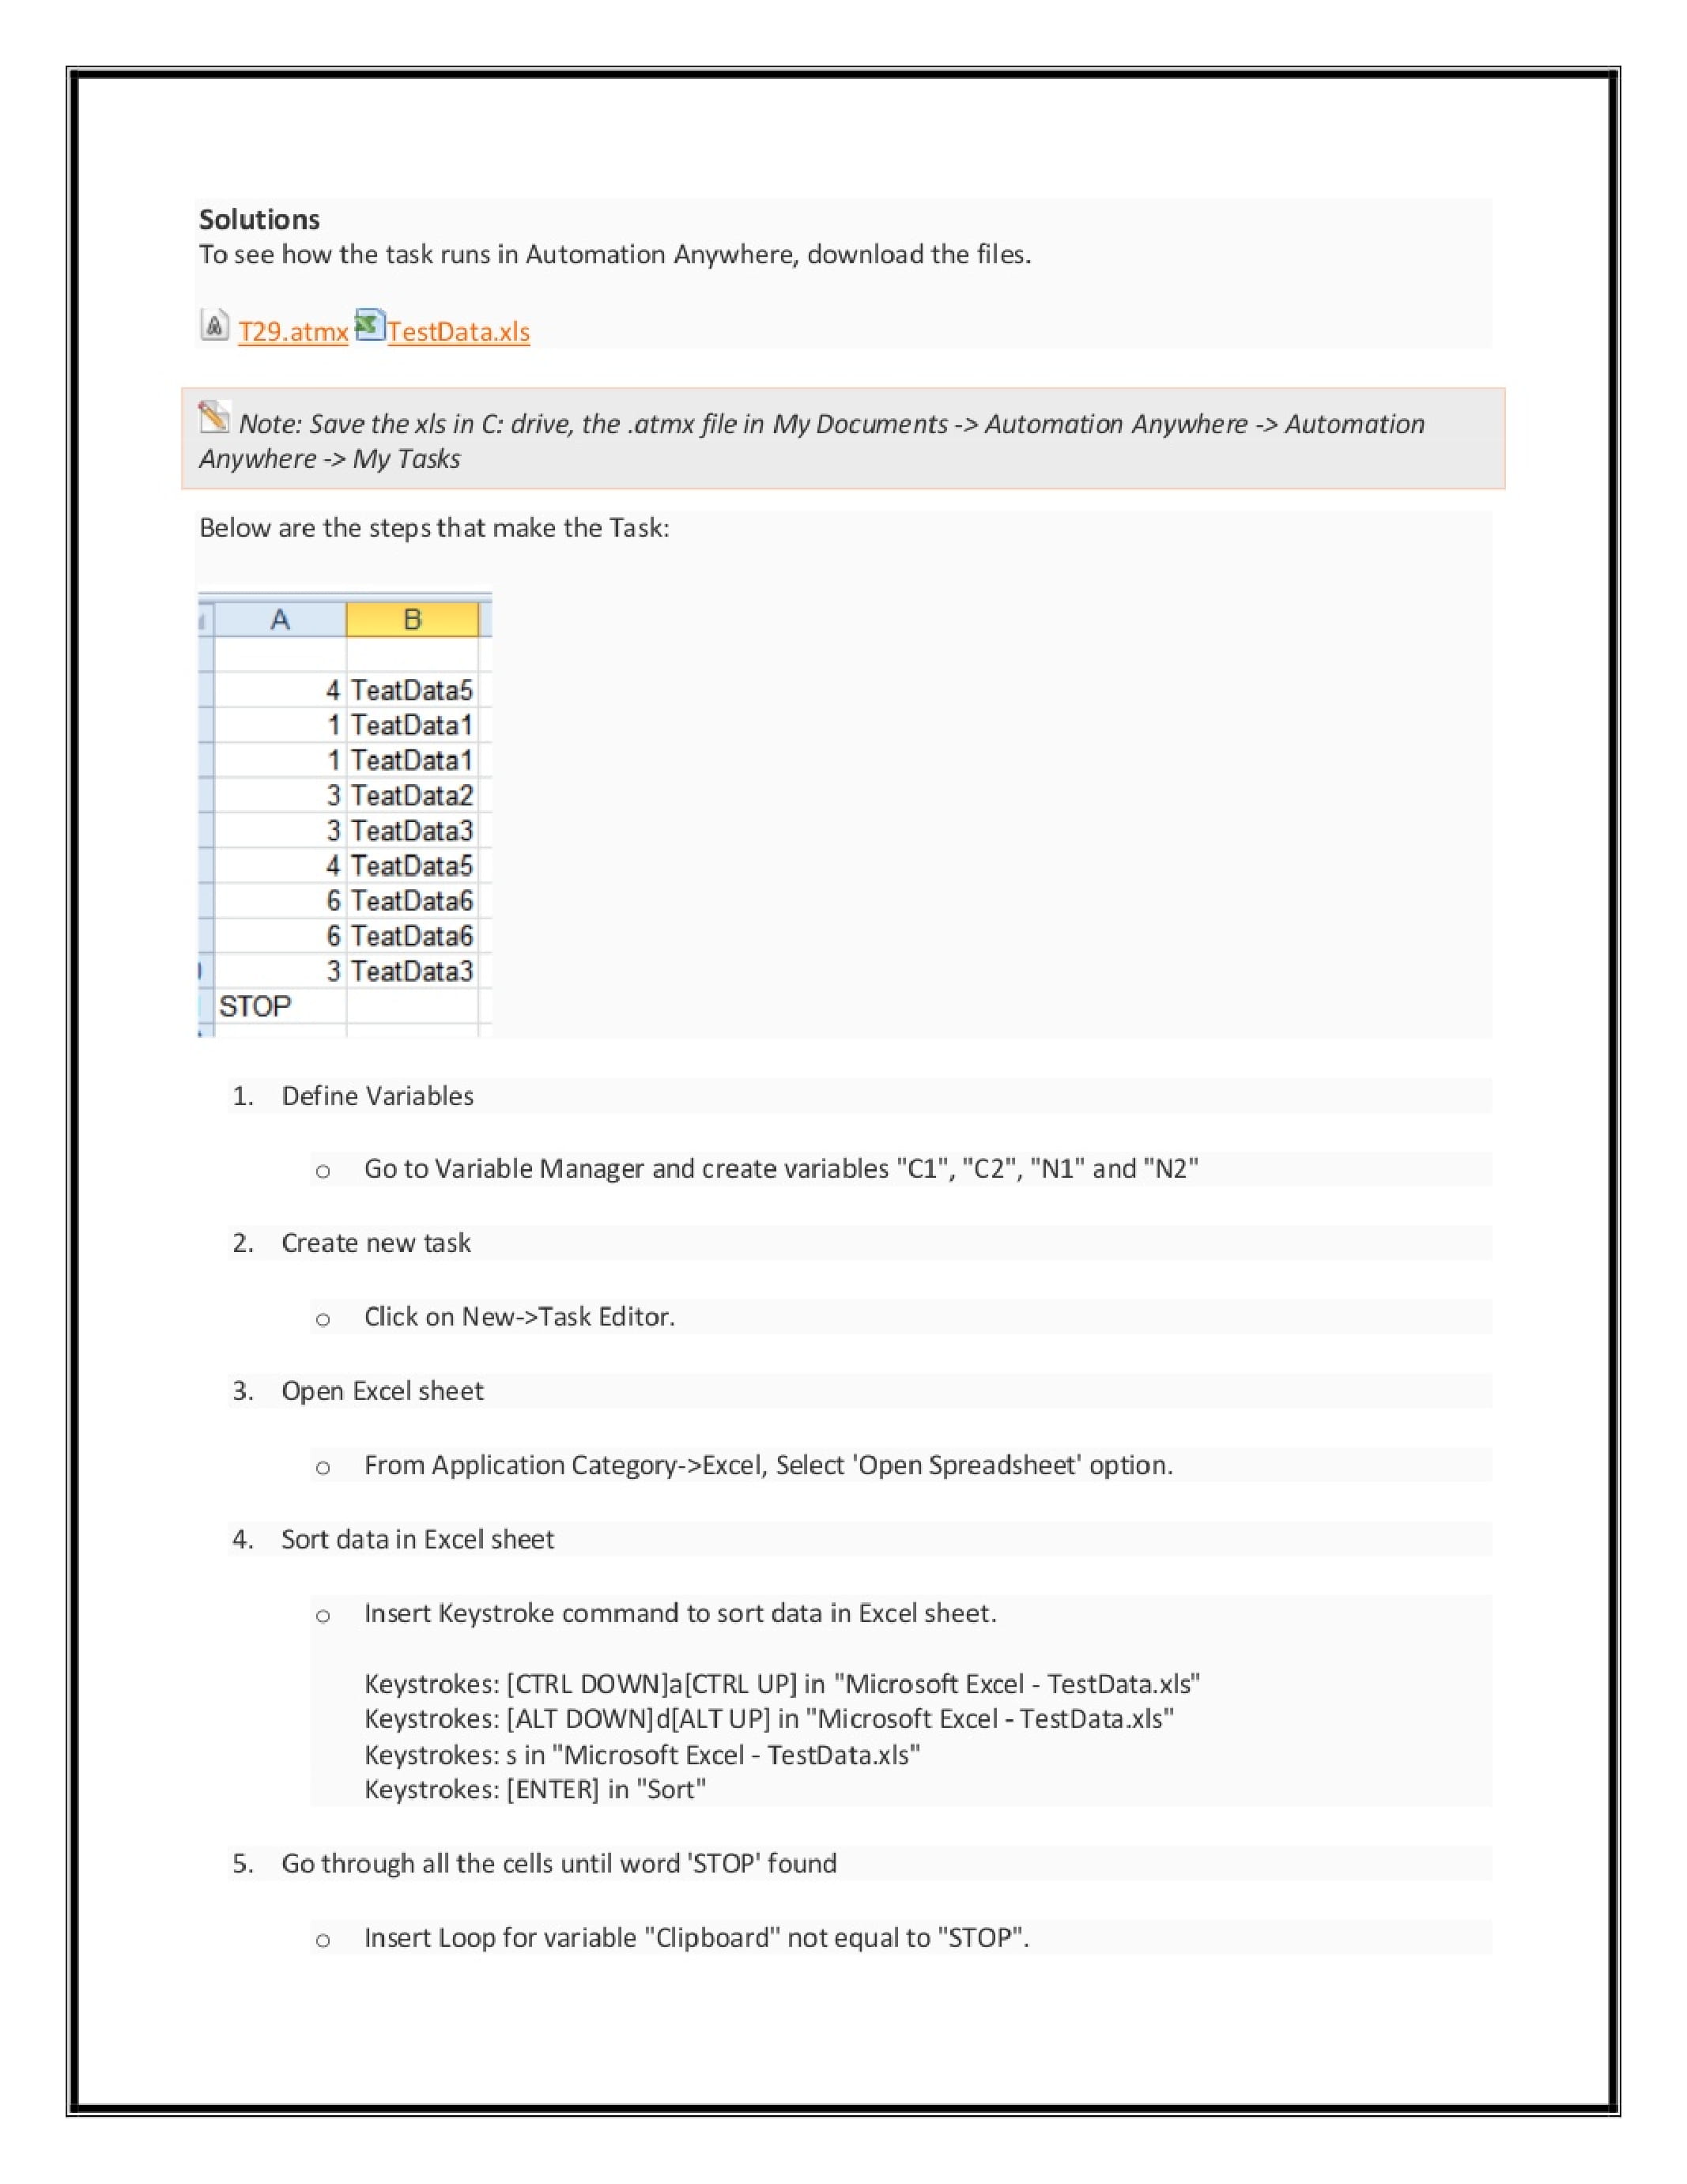 Solutions
To see how the task runs in Automation Anywhere, download the files.
T29.atmx TestData.xls
Note: Save the xls in C: drive, the .atmx file in My Documents -> Automation Anywhere -> Automation
Anywhere -> My Tasks
Below are the steps that make the Task:
A B
4 TeatData5
1 TeatData1
1 TeatData1
3 TeatData2
3 TeatData3
4 TeatData5
6 TeatData6
6 TeatData6
3 TeatData3
STOP
1. Define Variables
o Go to Variable Manager and create variables "C1", "C2", "N1" and "N2"
2. Create new task
o Click on New->Task Editor.
3. Open Excel sheet
o From Application Category->Excel, Select 'Open Spreadsheet' option.
4. Sort data in Excel sheet
o Insert Keystroke command to sort data in Excel sheet.
Keystrokes: [CTRL DOWN]a[CTRL UP] in "Microsoft Excel - TestData.xls"
Keystrokes: [ALT DOWN]d[ALT UP] in "Microsoft Excel - TestData.xls"
Keystrokes: s in "Microsoft Excel - TestData.xls"
Keystrokes: [ENTER] in "Sort"
5. Go through all the cells until word 'STOP' found
o Insert Loop for variable "Clipboard" not equal to "STOP".